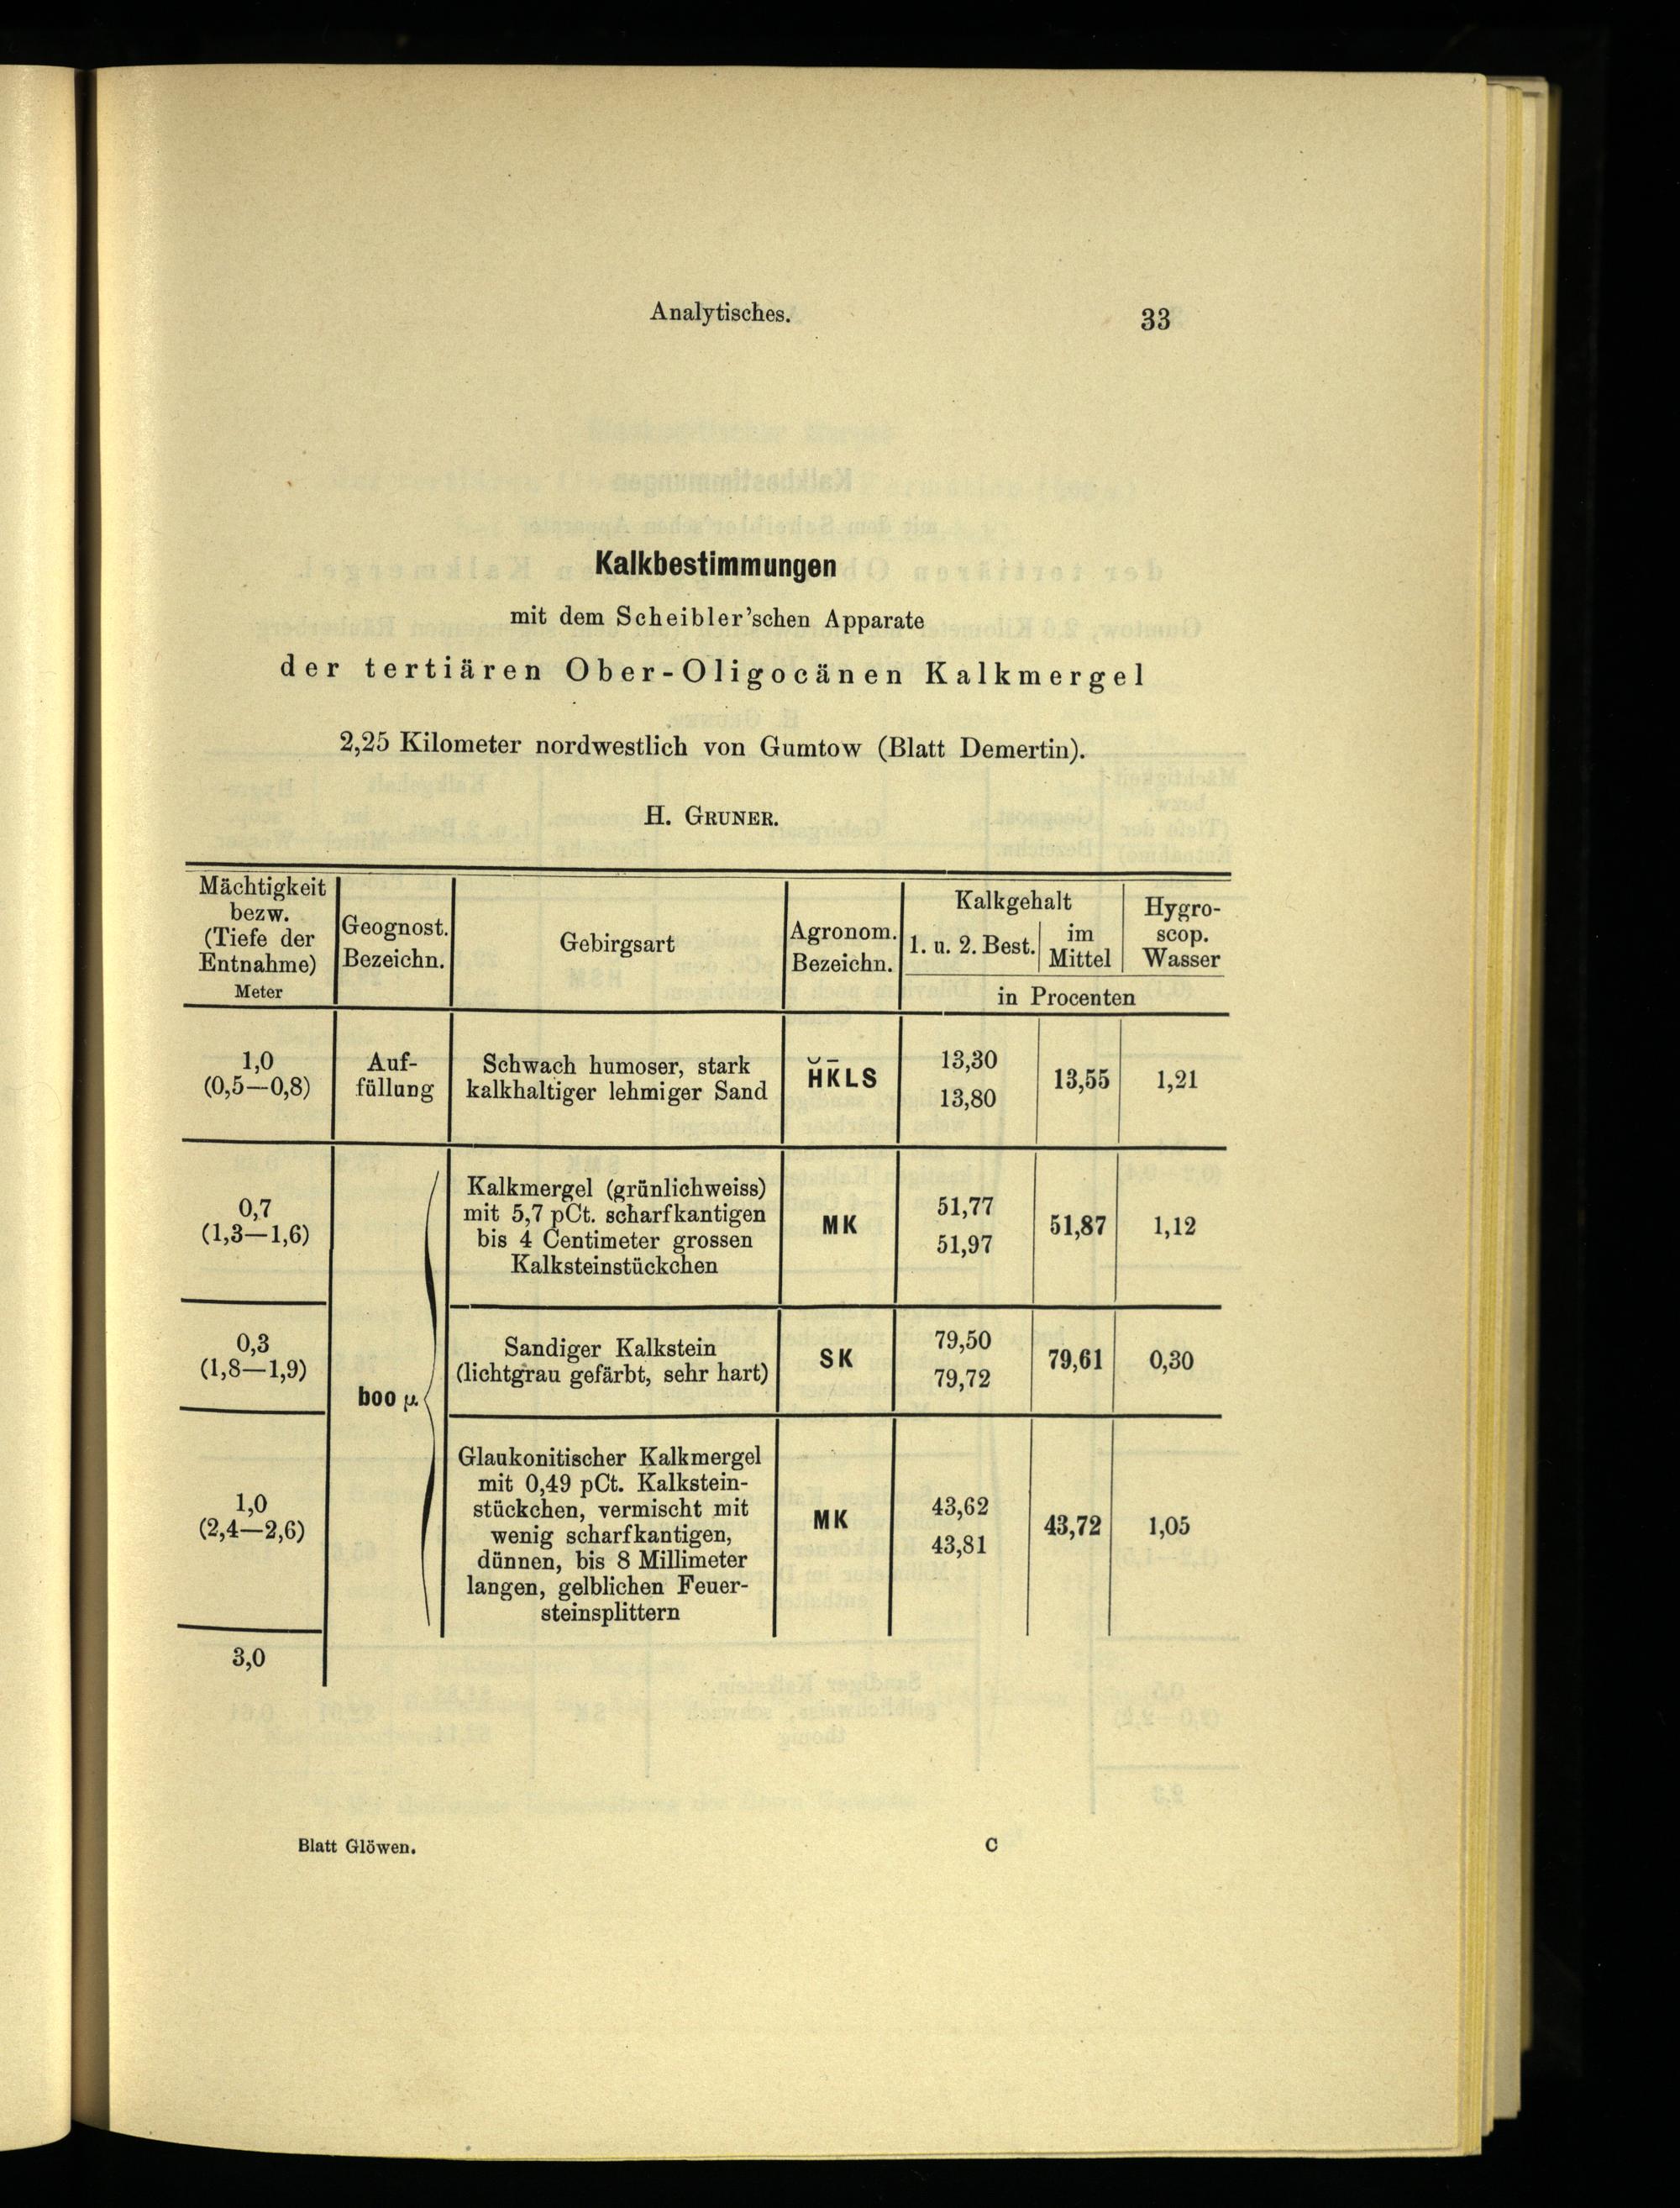 Analytisches. 33
Kalkbestimmungen
mit dem Scheibler'schen Apparate
der tertiären Ober-Oligocänen Kalkmergel
2,25 Kilometer nordwestlich von Gumtow (Blatt Demertin).
H. GRUNER.
Mächtigkeit
bezw.
(Tiefe der
Entnahme)
Meter
Geognost.
Bezeichn.
Gebirgsart
Agronom.
Bezeichn.
Kalkgehalt
1. u. 2. Best.
im
Mittel
Hygro-
scop.
Wasser
in Procenten
1,0
(0,5—0,8)
Auf-
füllung
Schwach humoser, stark
kalkhaltiger lehmiger Sand
H̆K̄LS
13,30
13,80
13,55
1,21
0,7
(1,3—1,6)
Kalkmergel (grünlichweiss)
mit 5,7 pCt. scharfkantigen
bis 4 Centimeter grossen
Kalksteinstückchen
MK
51,77
51,97
51,87
1,12
0,3
(1,8—1,9)
boo μ.
Sandiger Kalkstein
(lichtgrau gefärbt, sehr hart)
SK
79,50
79,72
79,61
0,30
1,0
(2,4—2,6)
Glaukonitischer Kalkmergel
mit 0,49 pCt. Kalkstein-
stückchen, vermischt mit
wenig scharfkantigen,
dünnen, bis 8 Millimeter
langen, gelblichen Feuer-
steinsplittern
MK
43,62
43,81
43,72
1,05
3,0
Blatt Glöwen. C